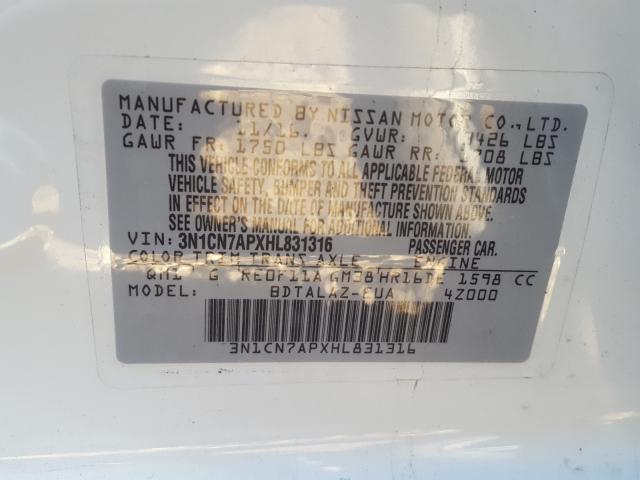 MANUFACTURED BY NISSAN MOTOR CO., LTD.
DATE: 11/16. GVWR: 3426 LBS
GAWR FR: 1750 LBS GAWR RR: 1708 LBS
THIS VEHICLE CONFORMS TO ALL APPLICABLE FEDERAL MOTOR
VEHICLE SAFETY, BUMPER AND THEFT PREVENTION STANDARDS
IN EFFECT ON THE DATE OF MANUFACTURE SHOWN ABOVE.
SEE OWNER'S MANUAL FOR ADDITIONAL INFORMATION.
VIN: 3N1CN7APXHL831316 PASSENGER CAR.
COLOR TRIM TRANS AXLE ENGINE
QM1 G RE0F11A GM38 HR16DE 1598 CC
BDTALAZ-EUA 4Z000
3N1CN7APXHL831316